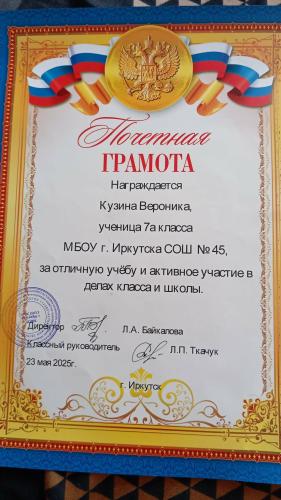 Почетная
ГРАМОТА
Награждается
Кузина Вероника,
ученица 7а класса
МБОУ г. Иркутска СОШ № 45,
за отличную учёбу и активное участие в
делах класса и школы.
Директор Л.А. Байкалова
Классный руководитель Л.П. Ткачук
23 мая 2025г.
г. Иркутск